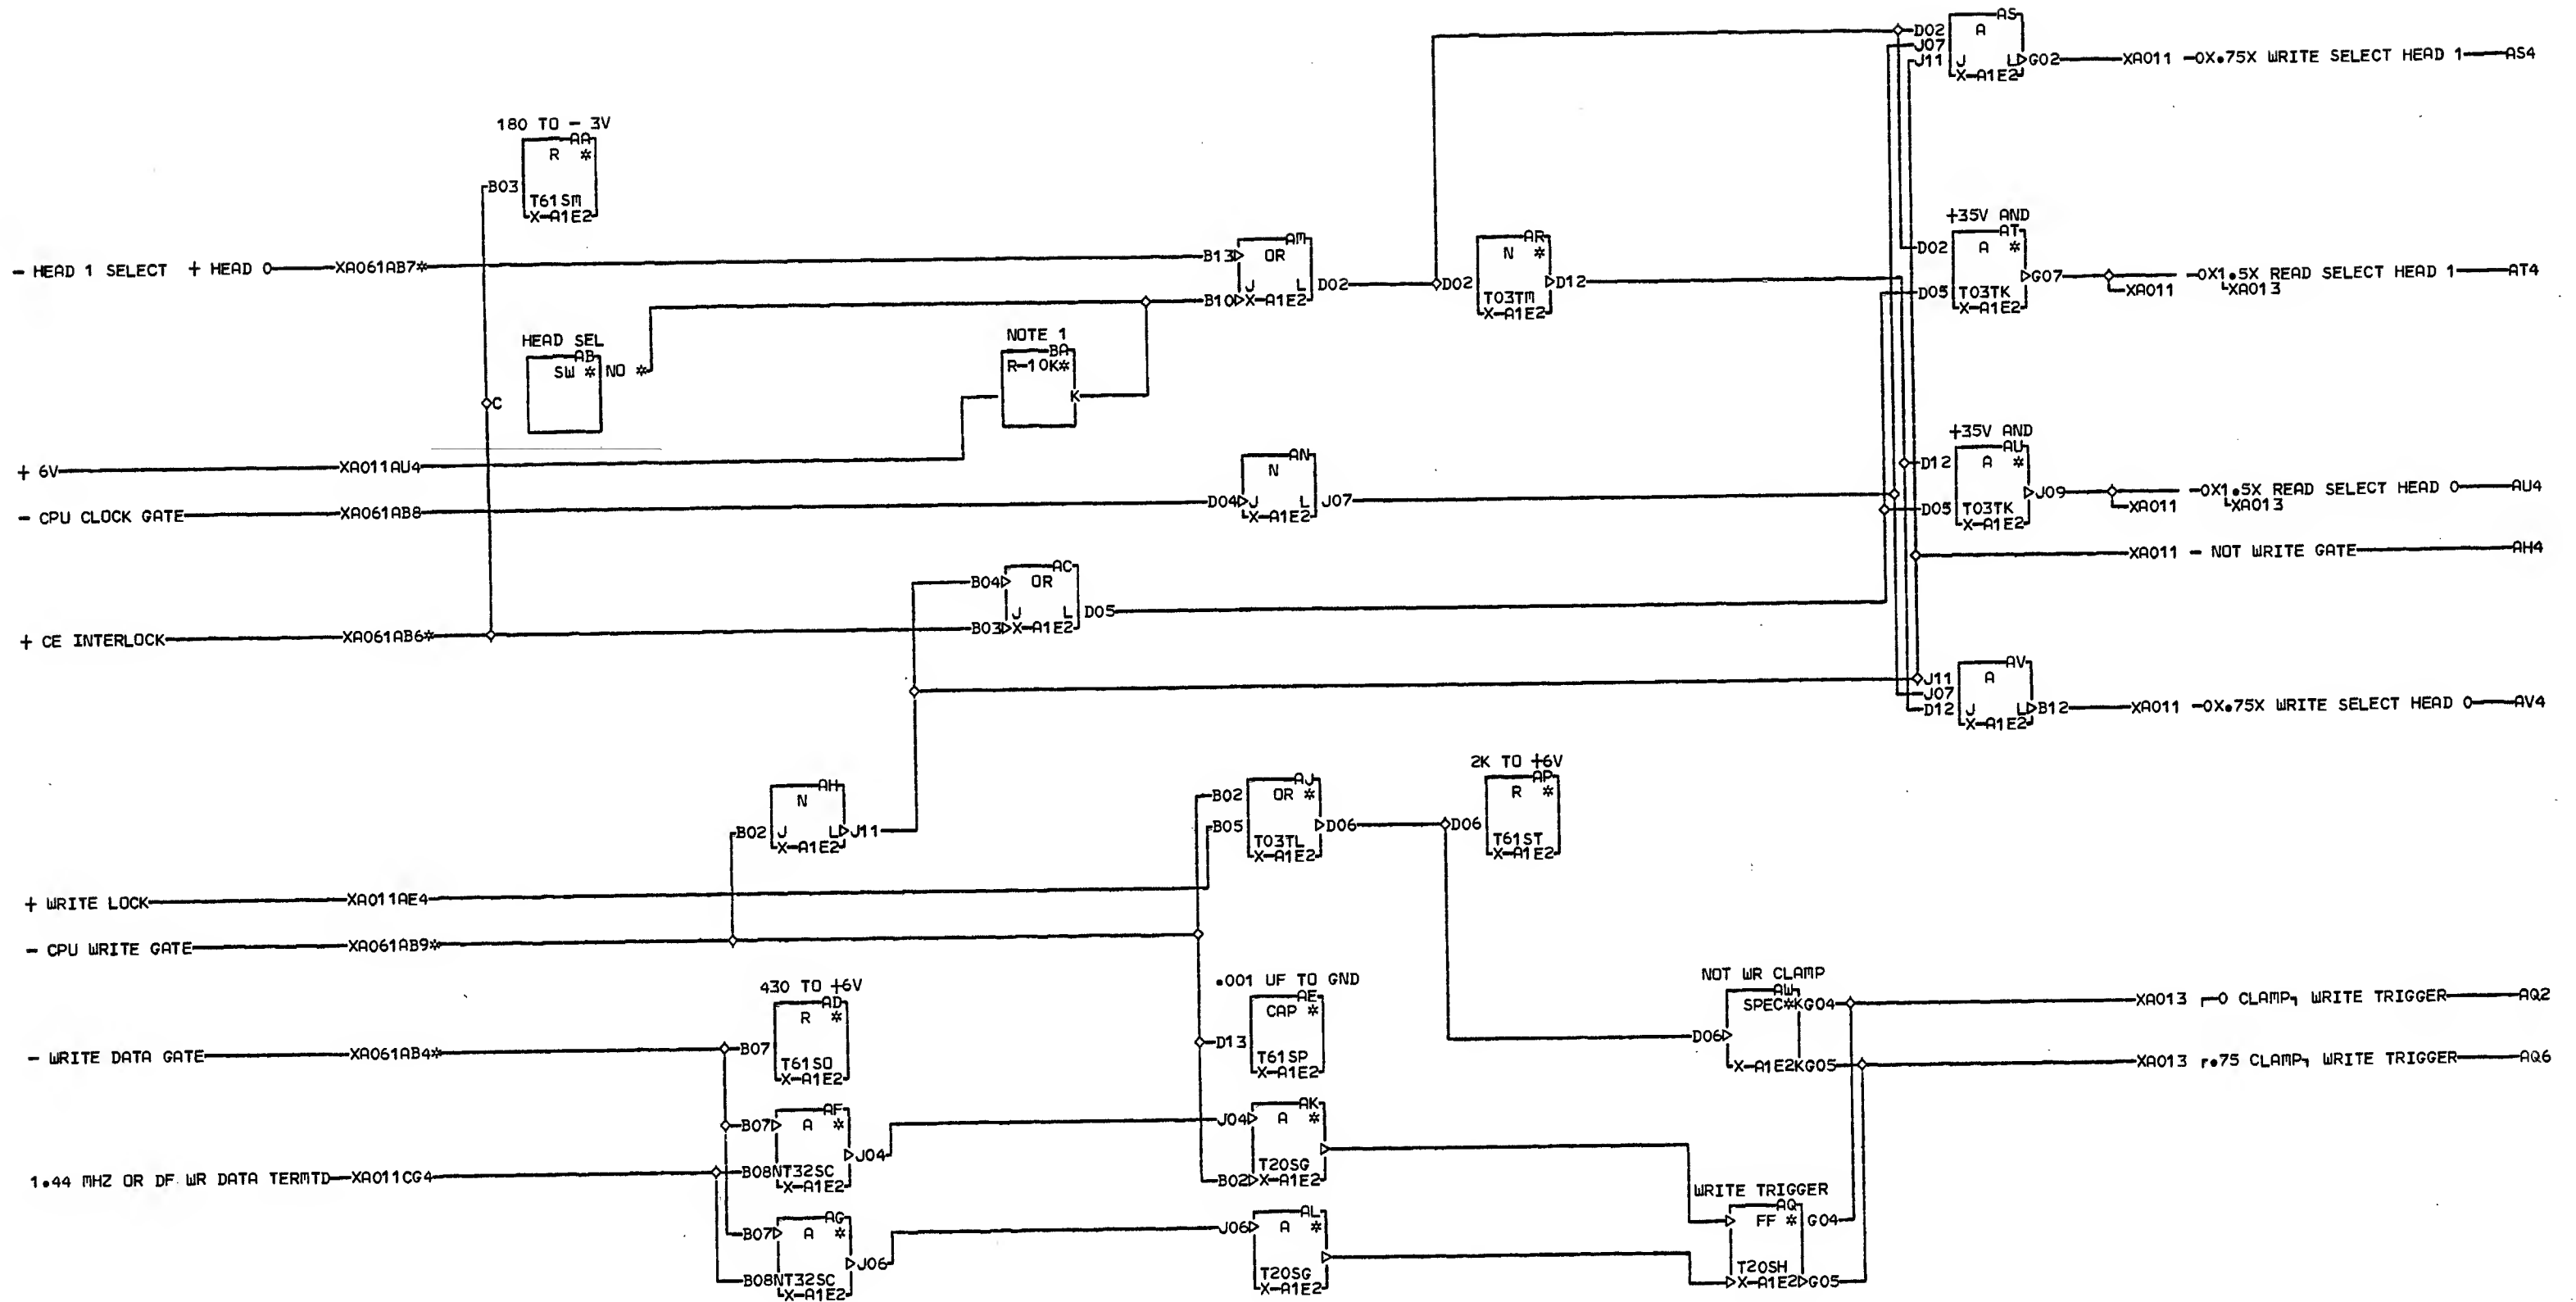 AS
D02 A
J07
J11 J L G02 XA011 -0X.75X WRITE SELECT HEAD 1 AS4
X-A1E2
180 TO - 3V
AA
R *
B03
T61SM
X-A1E2
+35V AND
AT
D02 A *
G07 -0X1.5X READ SELECT HEAD 1 AT4
XA011 XA013
D05 T03TK
X-A1E2
- HEAD 1 SELECT + HEAD 0 XA061AB7* B13 OR AM
J L D02
B10 X-A1E2
D02 N * AR
D12
T03TM
X-A1E2
HEAD SEL
AB
SW * NO *
C
NOTE 1
BA
R-10K*
K
+ 6V XA011AU4
+35V AND
AU
D12 A *
J09 -0X1.5X READ SELECT HEAD 0 AU4
XA011 XA013
D05 T03TK
X-A1E2
- CPU CLOCK GATE XA061AB8 D04 J L J07
AN
N
X-A1E2
XA011 - NOT WRITE GATE AH4
AC
B04 OR
J L D05
B03 X-A1E2
+ CE INTERLOCK XA061AB6*
AV
J11 A
J07
D12 J L B12 XA011 -0X.75X WRITE SELECT HEAD 0 AV4
X-A1E2
AH
N
B02 J L J11
X-A1E2
AJ
B02 OR *
B05 D06
T03TL
X-A1E2
2K TO +6V
AP
R *
D06
T61ST
X-A1E2
+ WRITE LOCK XA011AE4
- CPU WRITE GATE XA061AB9*
430 TO +6V
AD
R *
B07
T61SO
X-A1E2
- WRITE DATA GATE XA061AB4*
.001 UF TO GND
AE
CAP *
D13
T61SP
X-A1E2
NOT WR CLAMP
AW
SPEC*KG04 XA013 0 CLAMP, WRITE TRIGGER AQ2
D06
X-A1E2KG05 XA013 .75 CLAMP, WRITE TRIGGER AQ6
AF
B07 A *
J04
B08NT32SC
X-A1E2
AK
J04 A *
T20SG
B02 X-A1E2
1.44 MHZ OR DF WR DATA TERMTD XA011CG4
AG
B07 A *
J06
B08NT32SC
X-A1E2
AL
J06 A *
T20SG
X-A1E2
WRITE TRIGGER
AQ
FF * G04
T20SH
X-A1E2 G05